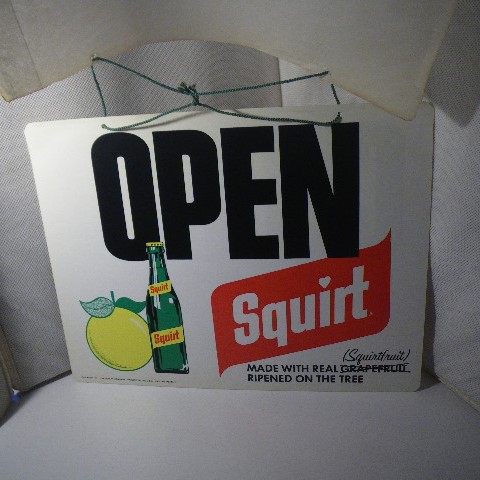 OPEN
Squirt
Squirt
Squirt
(Squirtfruit)
MADE WITH REAL GRAPEFRUIT
RIPENED ON THE TREE